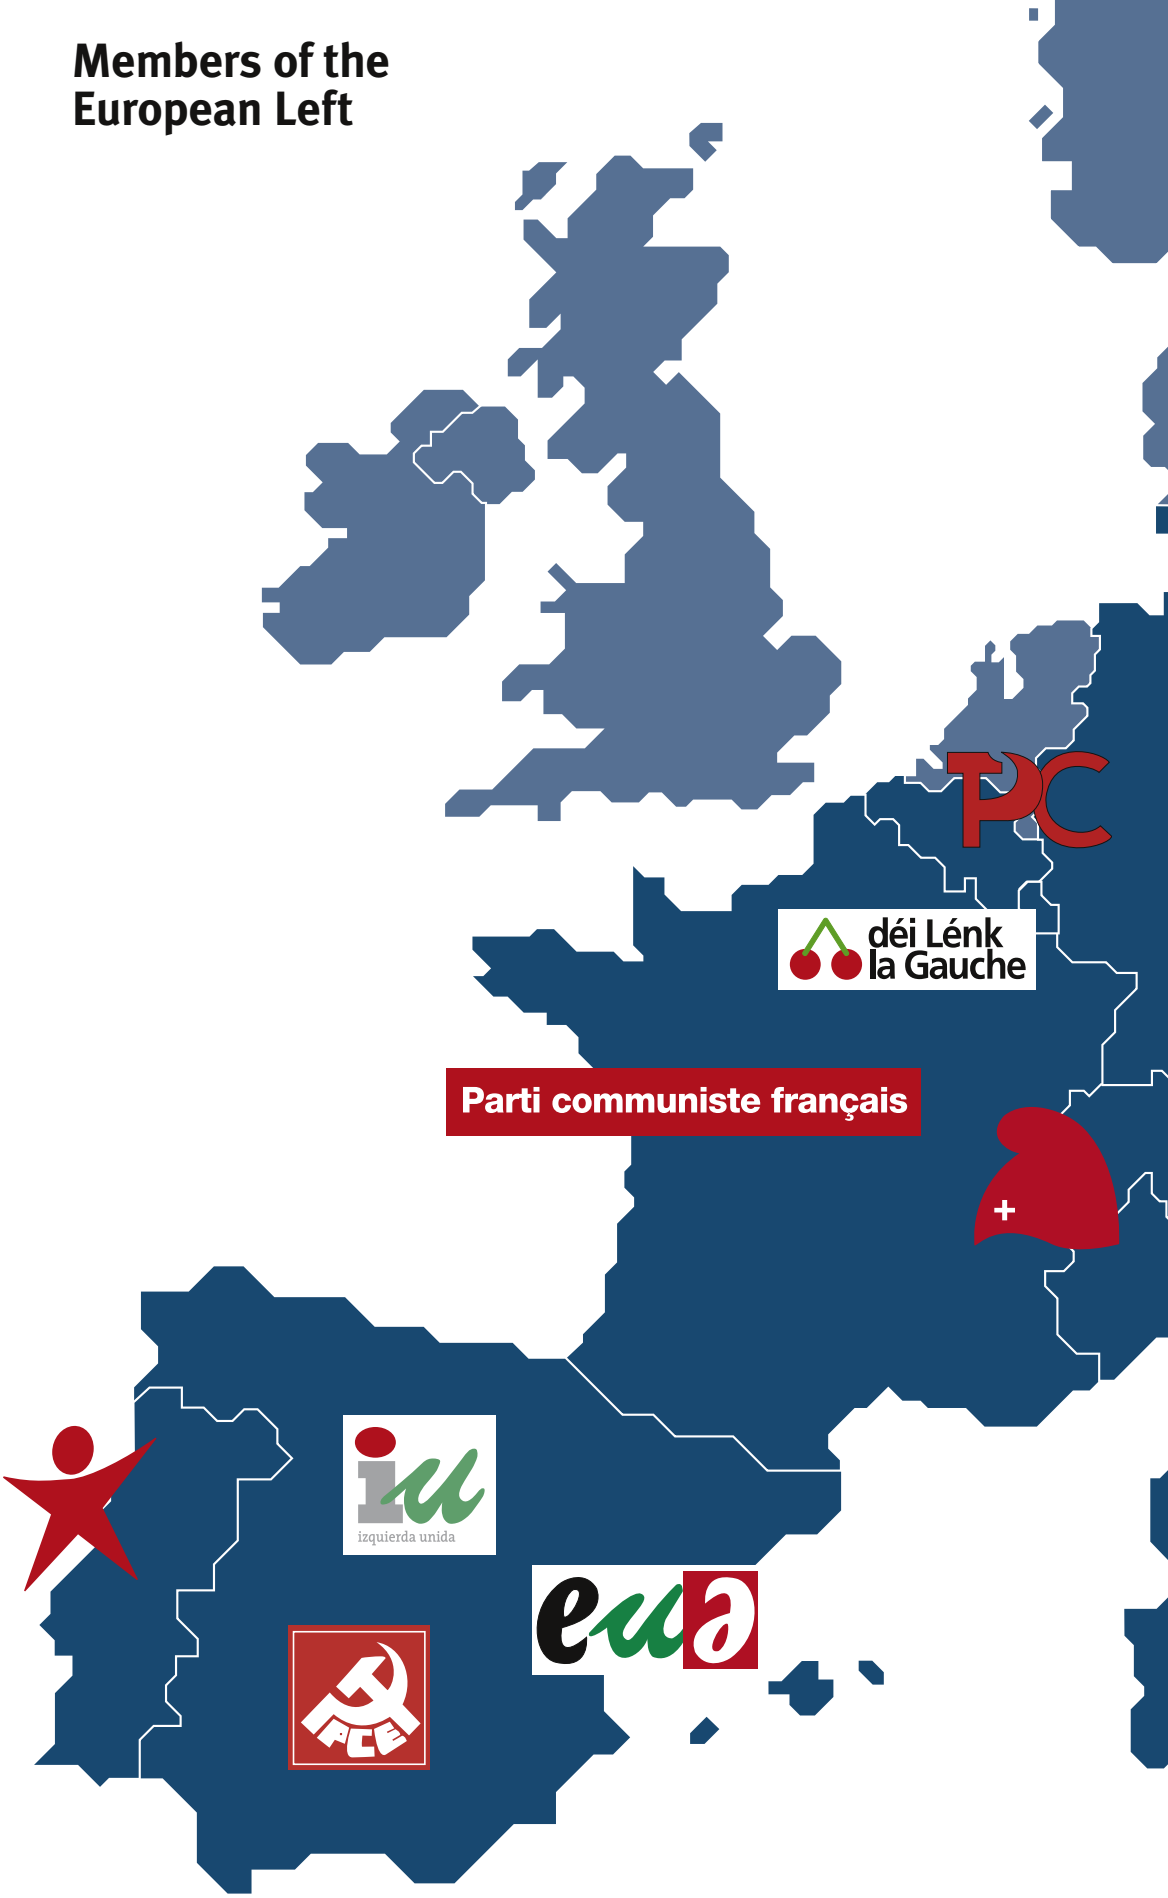 Members of the
European Left
PC
déi Lénk
la Gauche
Parti communiste français
iu
izquierda unida
eua
PCE